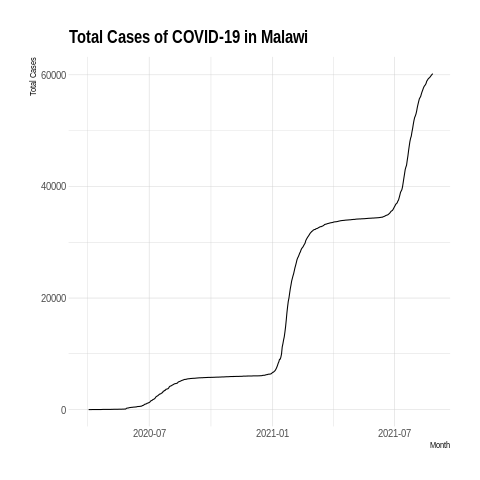 Total Cases of COVID-19 in Malawi
Total Cases
60000
40000
20000
0
2020-07
2021-01
2021-07
Month